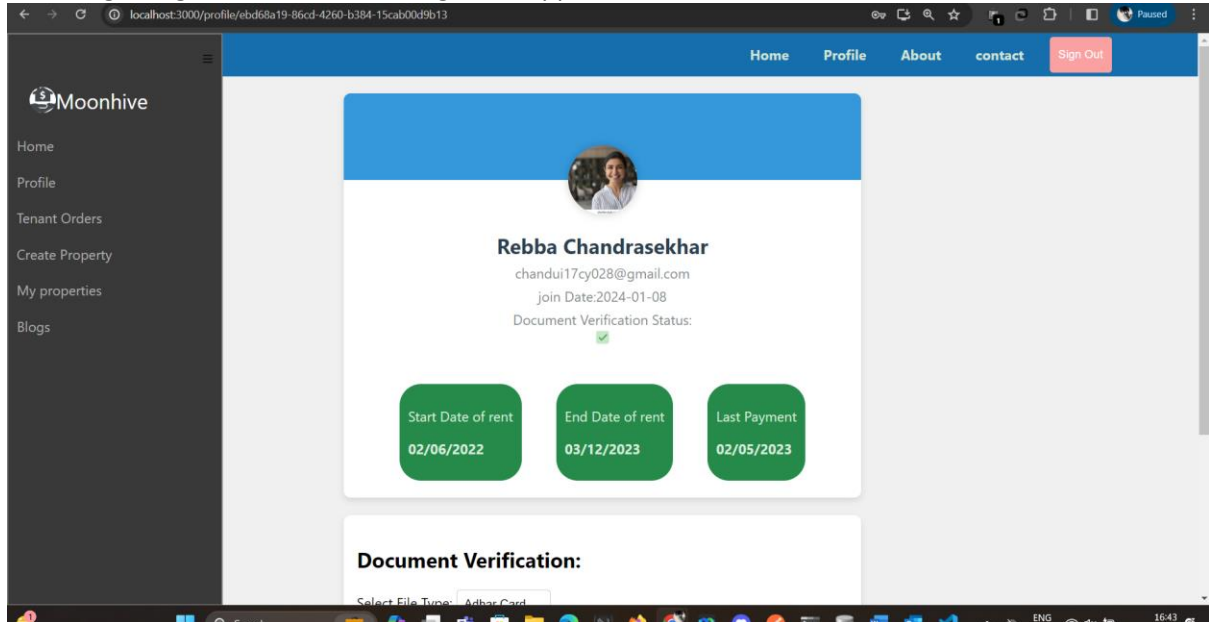 localhost:3000/profile/ebd68a19-86cd-4260-b384-15cab00d9b13
Paused
Home Profile About contact Sign Out
Moonhive
Home
Profile
Tenant Orders
Create Property
My properties
Blogs
Rebba Chandrasekhar
chandui17cy028@gmail.com
join Date:2024-01-08
Document Verification Status:
Start Date of rent
02/06/2022
End Date of rent
03/12/2023
Last Payment
02/05/2023
Document Verification:
Select File Type: Adhar Card
ENG
16:43